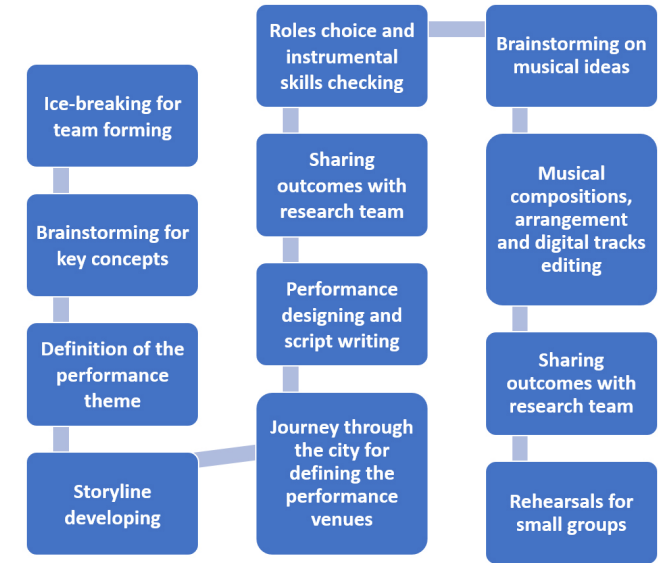 Ice-breaking for
team forming
Brainstorming for
key concepts
Definition of the
performance
theme
Storyline
developing
Journey through
the city for
defining the
performance
venues
Performance
designing and
script writing
Sharing
outcomes with
research team
Roles choice and
instrumental
skills checking
Brainstorming on
musical ideas
Musical
compositions,
arrangement
and digital tracks
editing
Sharing
outcomes with
research team
Rehearsals for
small groups